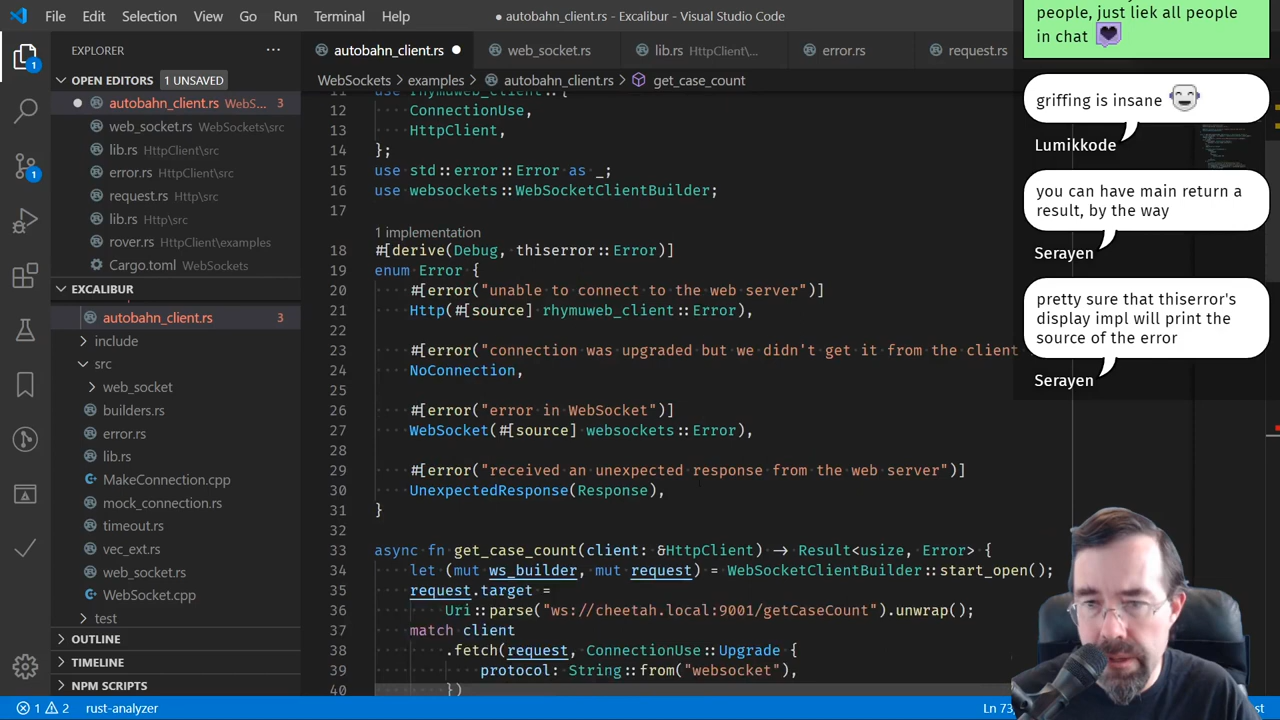 File Edit Selection View Go Run Terminal Help
● autobahn_client.rs - Excalibur - Visual Studio Code
EXPLORER ···
OPEN EDITORS 1 UNSAVED
● autobahn_client.rs WebS... 3
web_socket.rs WebSockets\src
lib.rs HttpClient\src
error.rs HttpClient\src
request.rs Http\src
lib.rs Http\src
rover.rs HttpClient\examples
Cargo.toml WebSockets
EXCALIBUR
autobahn_client.rs 3
include
src
web_socket
builders.rs
error.rs
lib.rs
MakeConnection.cpp
mock_connection.rs
timeout.rs
vec_ext.rs
web_socket.rs
WebSocket.cpp
test
OUTLINE
TIMELINE
NPM SCRIPTS
autobahn_client.rs ● web_socket.rs lib.rs HttpClient\... error.rs request.rs
WebSockets > examples > autobahn_client.rs > get_case_count
11 use rhymuweb_client::{
12 ConnectionUse,
13 HttpClient,
14 };
15 use std::error::Error as _;
16 use websockets::WebSocketClientBuilder;
17
1 implementation
18 #[derive(Debug, thiserror::Error)]
19 enum Error {
20 #[error("unable to connect to the web server")]
21 Http(#[source] rhymuweb_client::Error),
22
23 #[error("connection was upgraded but we didn't get it from the client
24 NoConnection,
25
26 #[error("error in WebSocket")]
27 WebSocket(#[source] websockets::Error),
28
29 #[error("received an unexpected response from the web server")]
30 UnexpectedResponse(Response),
31 }
32
33 async fn get_case_count(client: &HttpClient) -> Result<usize, Error> {
34 let (mut ws_builder, mut request) = WebSocketClientBuilder::start_open();
35 request.target =
36 Uri::parse("ws://cheetah.local:9001/getCaseCount").unwrap();
37 match client
38 .fetch(request, ConnectionUse::Upgrade {
39 protocol: String::from("websocket"),
40 })
people, just liek all people
in chat
griffing is insane
Lumikkode
you can have main return a
result, by the way
Serayen
pretty sure that thiserror's
display impl will print the
source of the error
Serayen
1 2 rust-analyzer
Ln 73,